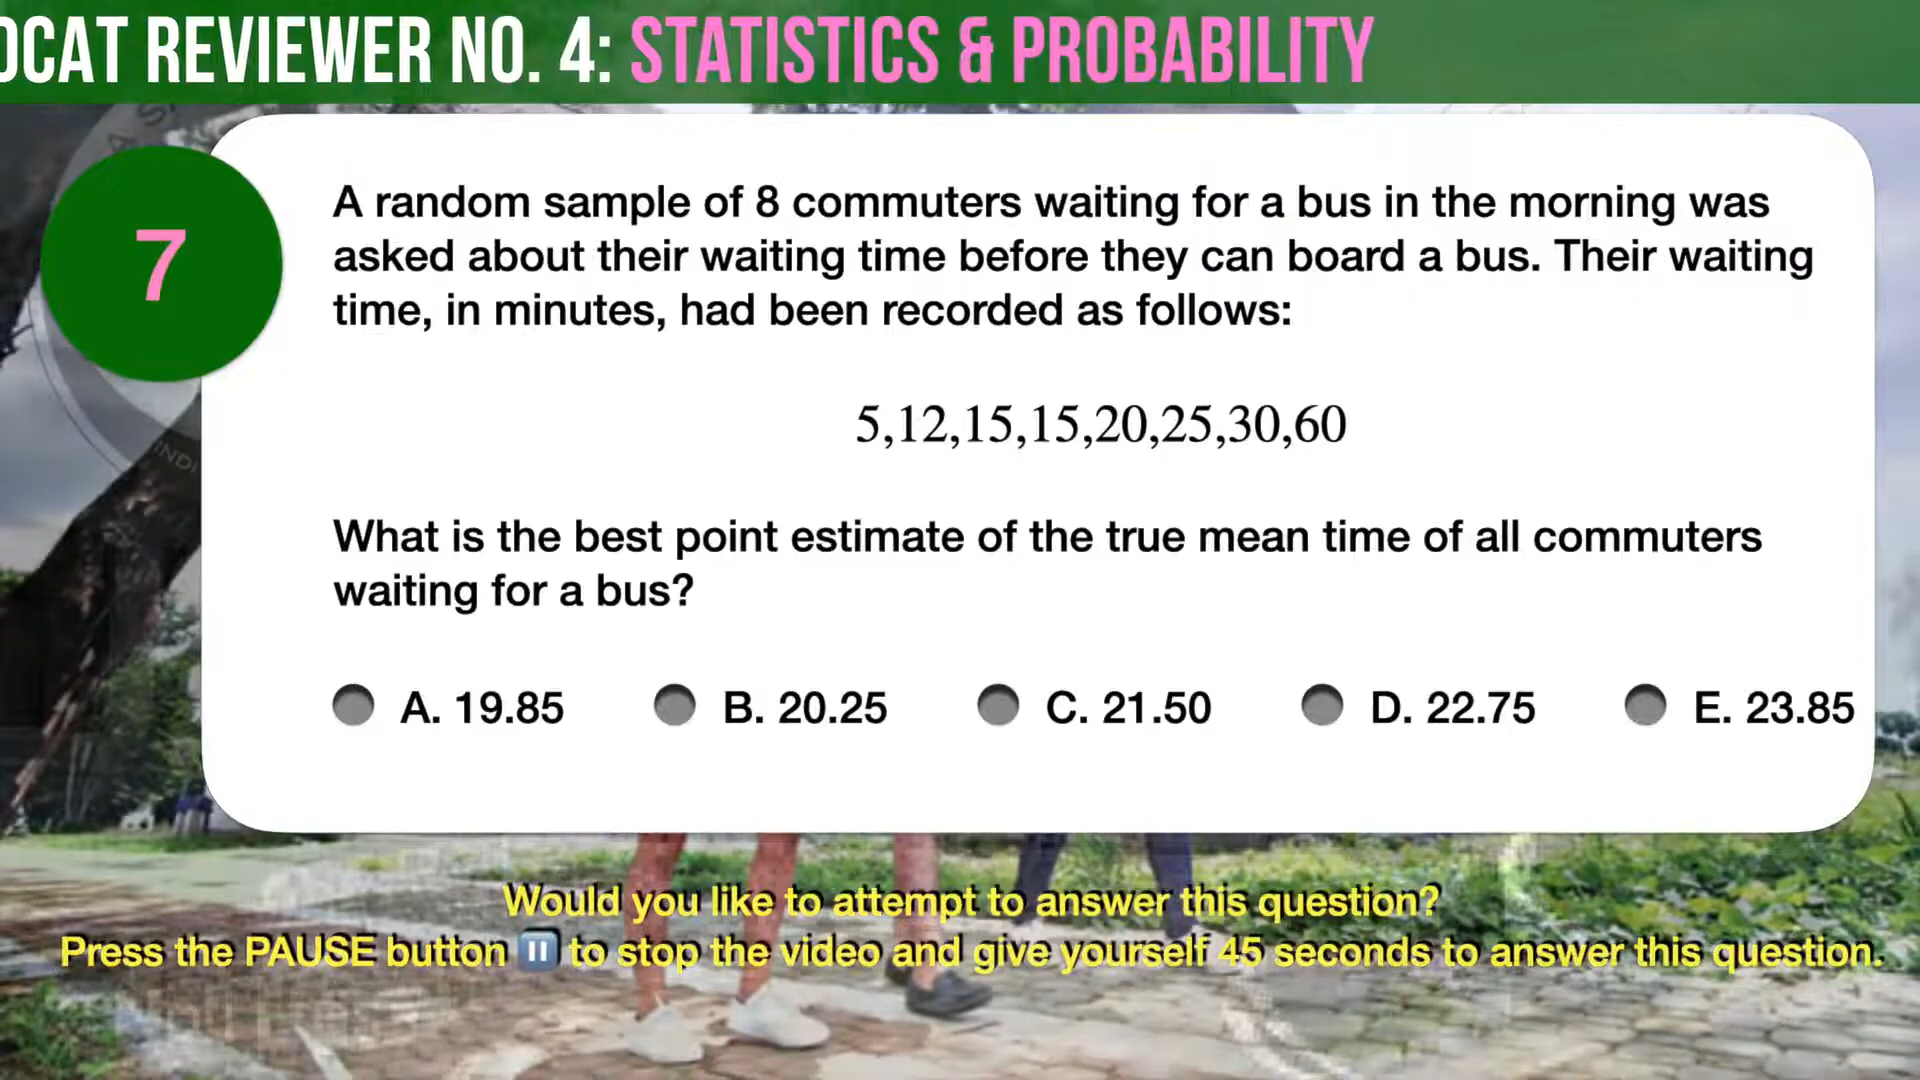 OCAT REVIEWER NO. 4: STATISTICS & PROBABILITY
7
A random sample of 8 commuters waiting for a bus in the morning was
asked about their waiting time before they can board a bus. Their waiting
time, in minutes, had been recorded as follows:
5,12,15,15,20,25,30,60
What is the best point estimate of the true mean time of all commuters
waiting for a bus?
A. 19.85 B. 20.25 C. 21.50 D. 22.75 E. 23.85
Would you like to attempt to answer this question?
Press the PAUSE button ⏸ to stop the video and give yourself 45 seconds to answer this question.